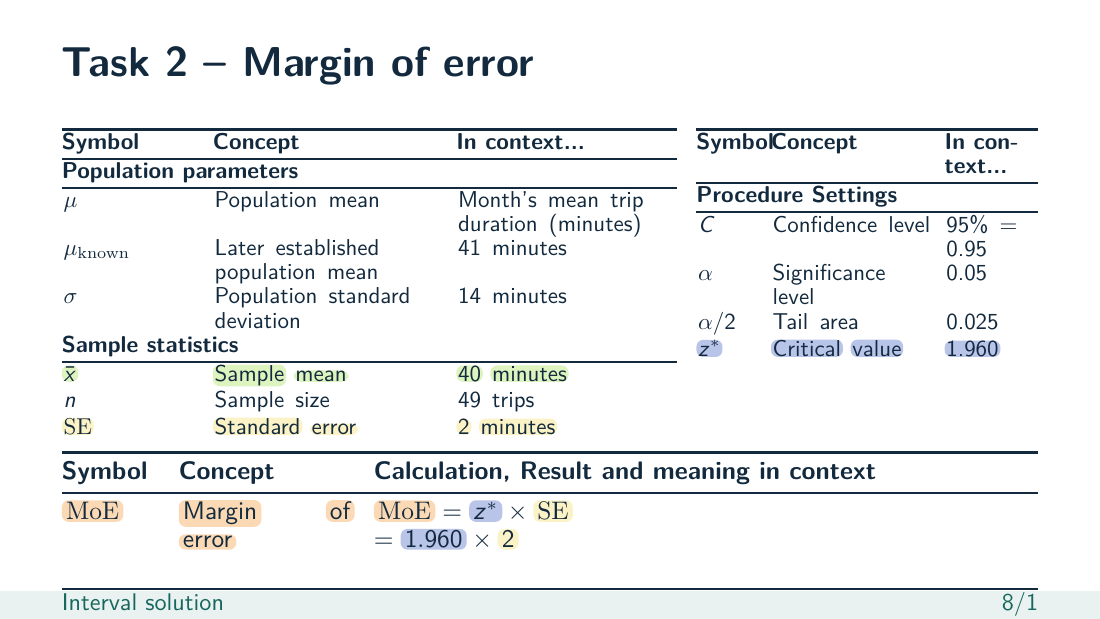 Task 2 – Margin of error
Symbol Concept In context...
Population parameters
μ Population mean Month's mean trip
duration (minutes)
μknown Later established 41 minutes
population mean
σ Population standard 14 minutes
deviation
Sample statistics
x̄ Sample mean 40 minutes
n Sample size 49 trips
SE Standard error 2 minutes
Symbol Concept In con-
text...
Procedure Settings
C Confidence level 95% =
0.95
α Significance 0.05
level
α/2 Tail area 0.025
z* Critical value 1.960
Symbol Concept Calculation, Result and meaning in context
MoE Margin of MoE = z* × SE
error = 1.960 × 2
Interval solution 8/1